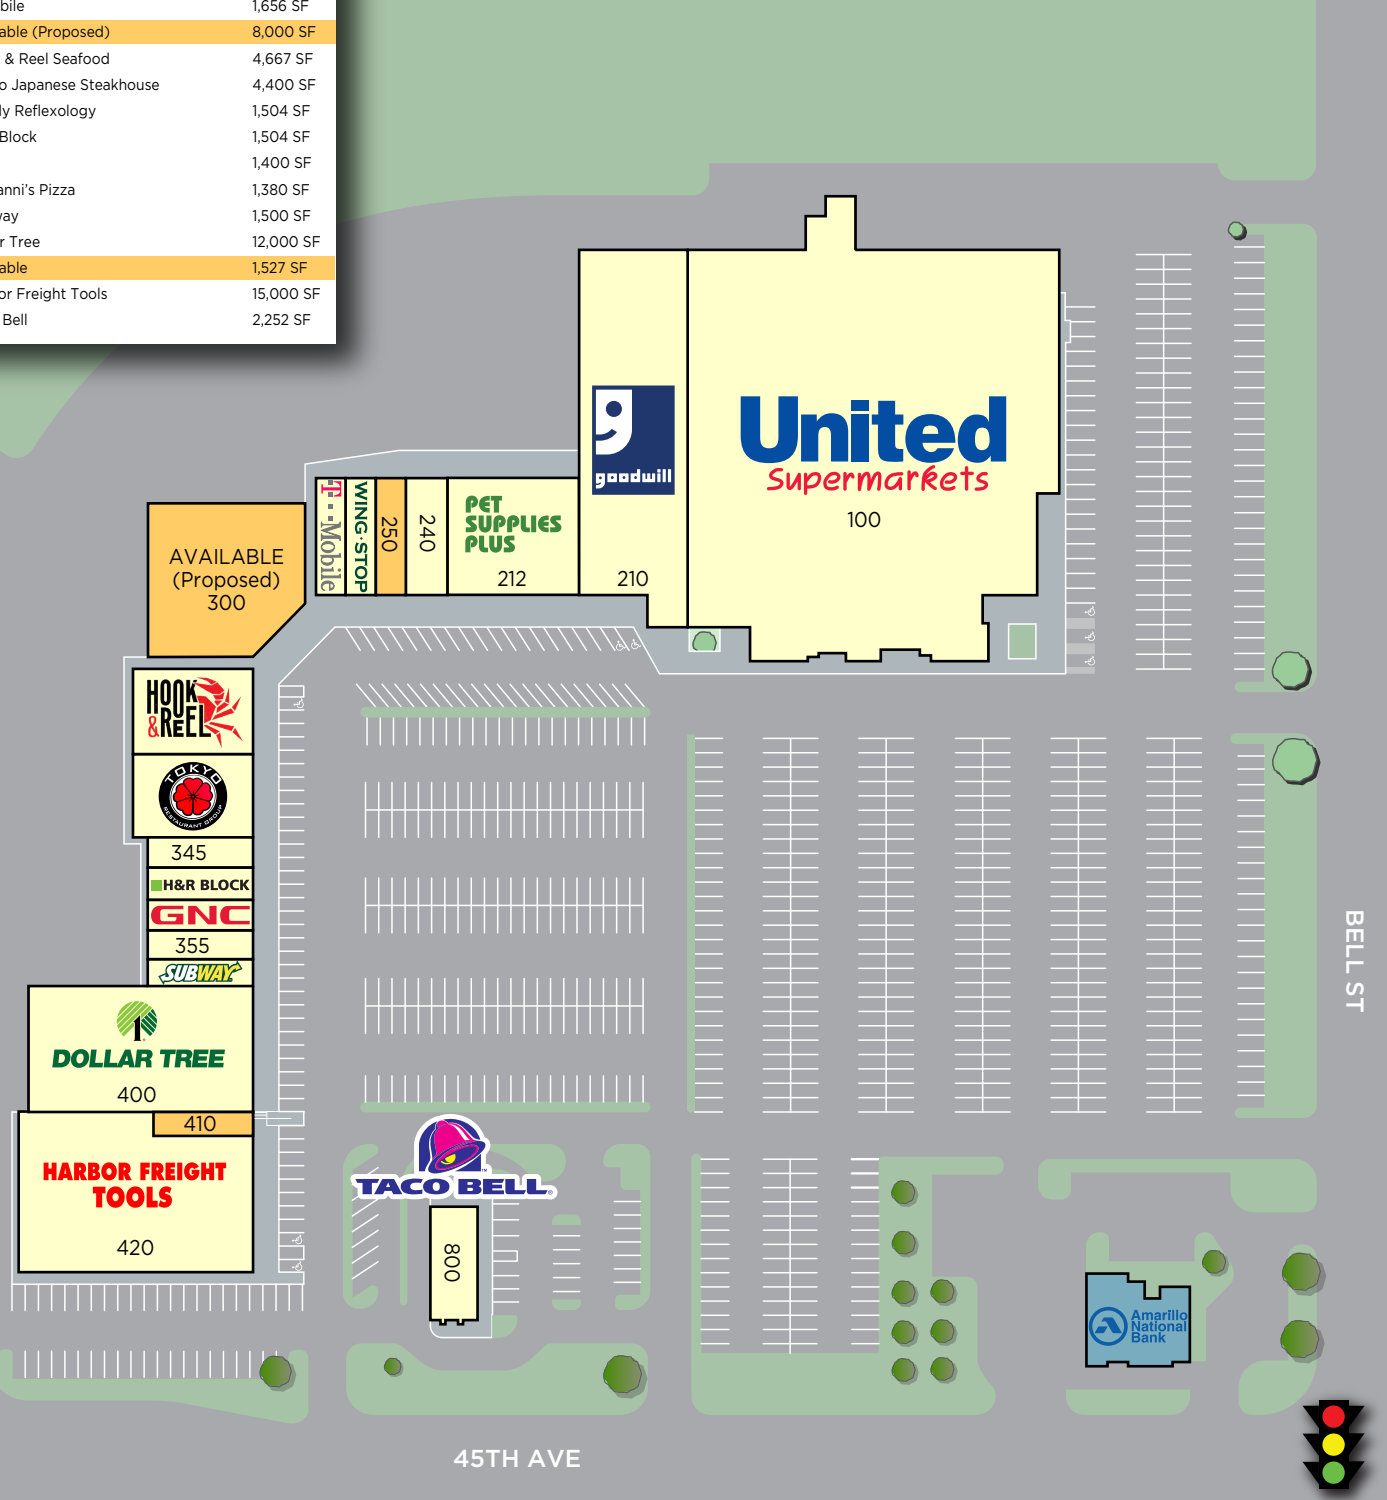 bile 1,656 SF
able (Proposed) 8,000 SF
& Reel Seafood 4,667 SF
o Japanese Steakhouse 4,400 SF
ly Reflexology 1,504 SF
Block 1,504 SF
1,400 SF
anni's Pizza 1,380 SF
way 1,500 SF
r Tree 12,000 SF
able 1,527 SF
or Freight Tools 15,000 SF
Bell 2,252 SF
goodwill
210
United
Supermarkets
100
T··Mobile
WING·STOP
250
240
PET
SUPPLIES
PLUS
212
AVAILABLE
(Proposed)
300
HOOK
& REEL
TOKYO
RESTAURANT GROUP
345
H&R BLOCK
GNC
355
SUBWAY
DOLLAR TREE
400
410
HARBOR FREIGHT
TOOLS
420
TACO BELL
800
Amarillo
National
Bank
BELL ST
45TH AVE